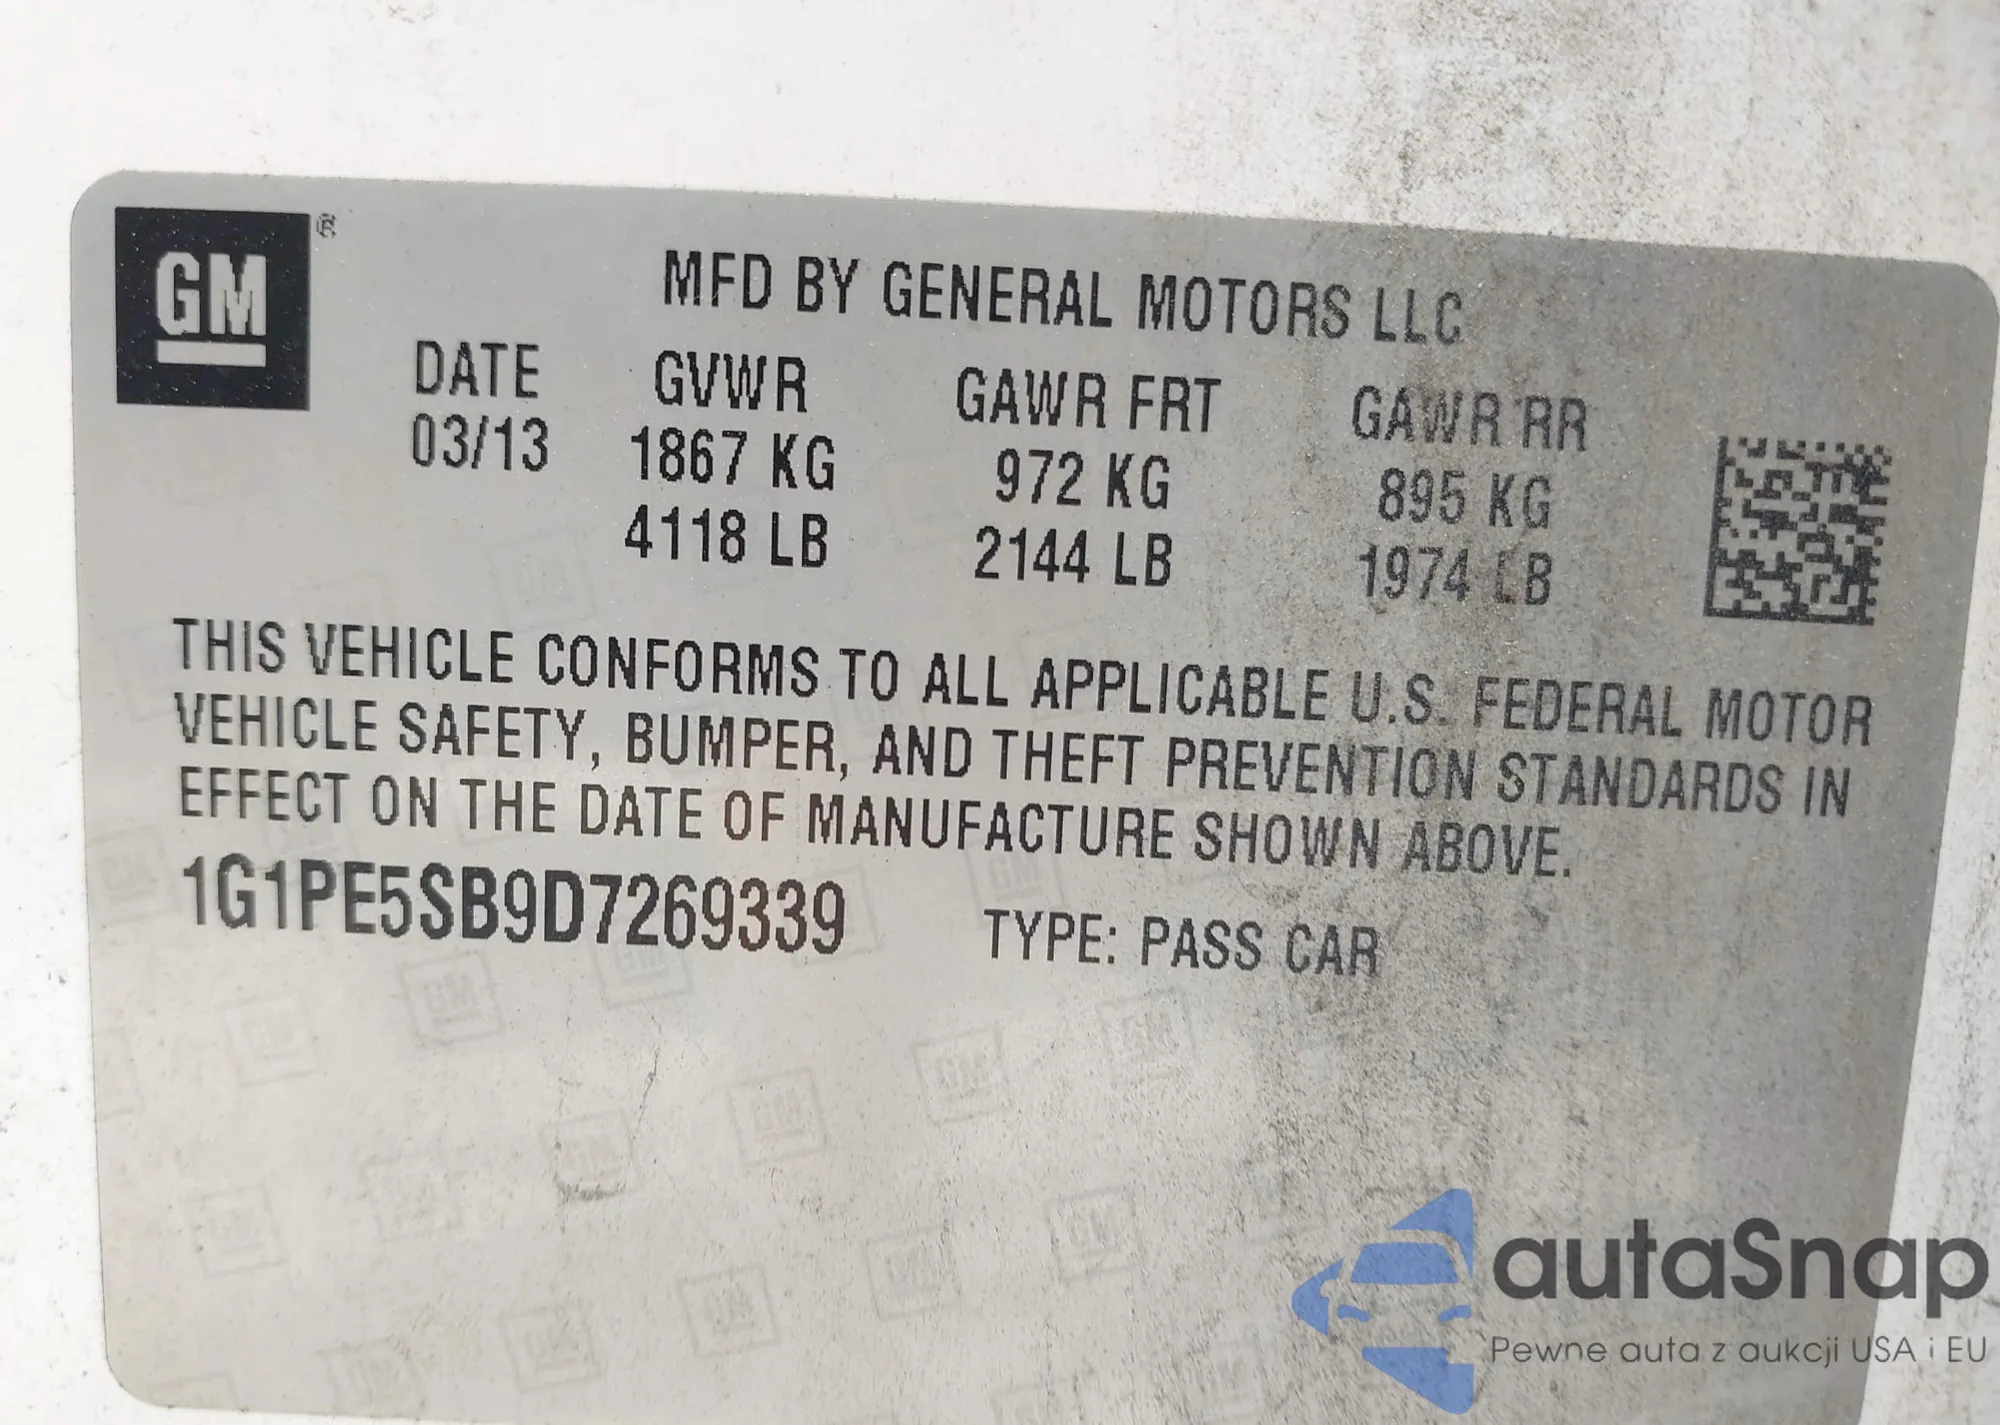 GM ®
MFD BY GENERAL MOTORS LLC
DATE GVWR GAWR FRT GAWR RR
03/13 1867 KG 972 KG 895 KG
4118 LB 2144 LB 1974 LB
THIS VEHICLE CONFORMS TO ALL APPLICABLE U.S. FEDERAL MOTOR
VEHICLE SAFETY, BUMPER, AND THEFT PREVENTION STANDARDS IN
EFFECT ON THE DATE OF MANUFACTURE SHOWN ABOVE.
1G1PE5SB9D7269339 TYPE: PASS CAR
autaSnap
Pewne auta z aukcji USA i EU